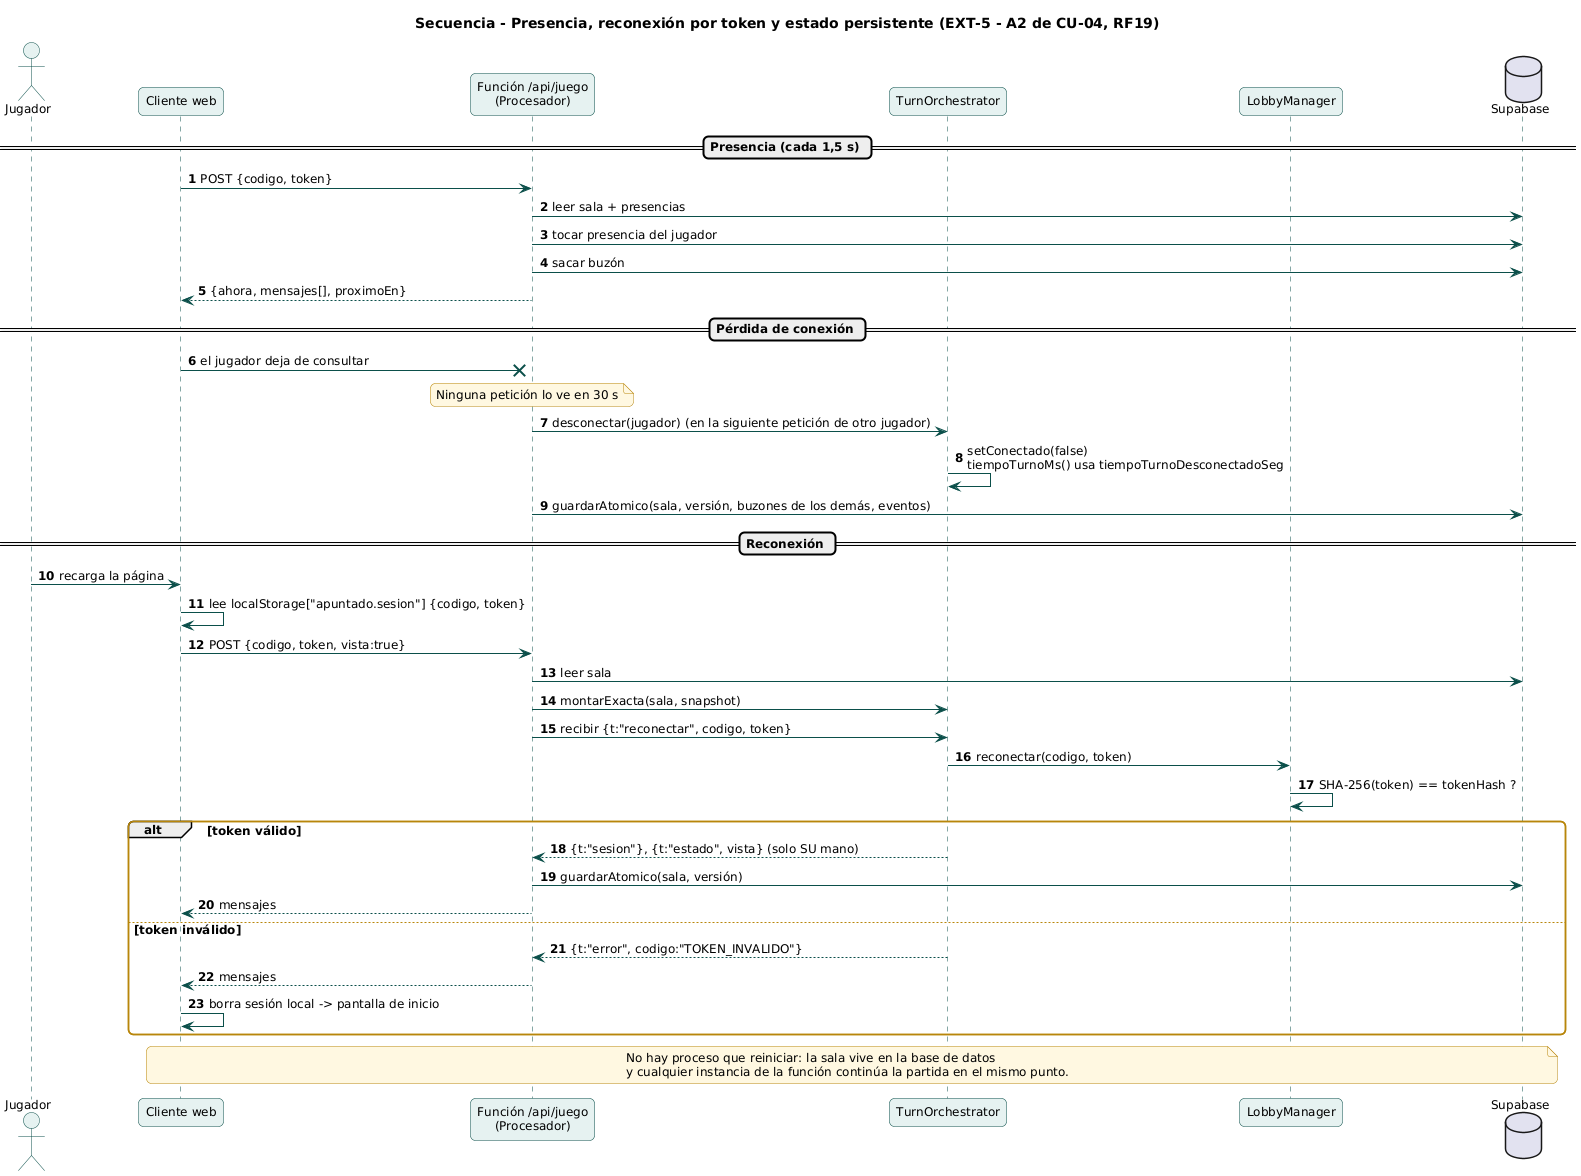 Secuencia - Presencia, reconexión por token y estado persistente (EXT-5 - A2 de CU-04, RF19)
Jugador
Cliente web
Función /api/juego
(Procesador)
TurnOrchestrator
LobbyManager
Supabase
Presencia (cada 1,5 s)
1 POST {codigo, token}
2 leer sala + presencias
3 tocar presencia del jugador
4 sacar buzón
5 {ahora, mensajes[], proximoEn}
Pérdida de conexión
6 el jugador deja de consultar
Ninguna petición lo ve en 30 s
7 desconectar(jugador) (en la siguiente petición de otro jugador)
8 setConectado(false)
tiempoTurnoMs() usa tiempoTurnoDesconectadoSeg
9 guardarAtomico(sala, versión, buzones de los demás, eventos)
Reconexión
10 recarga la página
11 lee localStorage["apuntado.sesion"] {codigo, token}
12 POST {codigo, token, vista:true}
13 leer sala
14 montarExacta(sala, snapshot)
15 recibir {t:"reconectar", codigo, token}
16 reconectar(codigo, token)
17 SHA-256(token) == tokenHash ?
alt [token válido]
18 {t:"sesion"}, {t:"estado", vista} (solo SU mano)
19 guardarAtomico(sala, versión)
20 mensajes
[token inválido]
21 {t:"error", codigo:"TOKEN_INVALIDO"}
22 mensajes
23 borra sesión local -> pantalla de inicio
No hay proceso que reiniciar: la sala vive en la base de datos
y cualquier instancia de la función continúa la partida en el mismo punto.
Jugador
Cliente web
Función /api/juego
(Procesador)
TurnOrchestrator
LobbyManager
Supabase